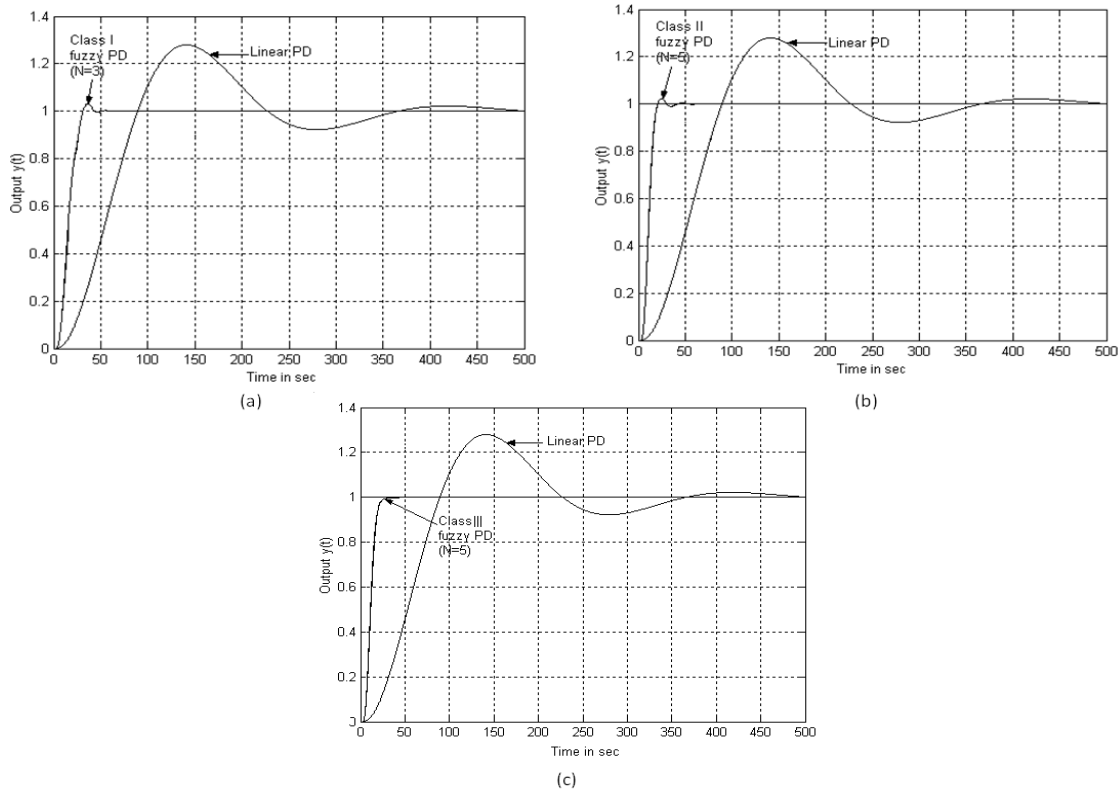 1.4
1.2
1
0.8
0.6
0.4
0.2
0
Output y(t)
Class I
fuzzy PD
(N=3)
Linear PD
0 50 100 150 200 250 300 350 400 450 500
Time in sec
(a)
1.4
1.2
1
0.8
0.6
0.4
0.2
0
Output y(t)
Class II
fuzzy PD
(N=5)
Linear PD
0 50 100 150 200 250 300 350 400 450 500
Time in sec
(b)
1.4
1.2
1
0.8
0.6
0.4
0.2
0
Output y(t)
Linear PD
Class|||
fuzzy PD
(N=5)
0 50 100 150 200 250 300 350 400 450 500
Time in sec
(c)